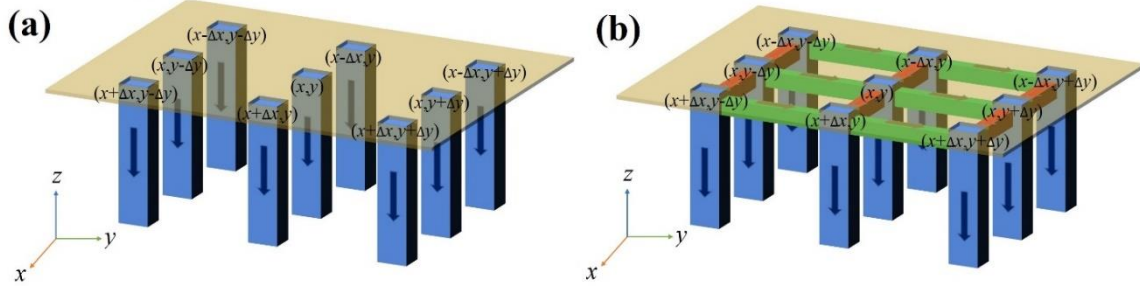 (a)
(x-Δx,y-Δy)
(x-Δx,y)
(x-Δx,y+Δy)
(x,y-Δy)
(x,y)
(x,y+Δy)
(x+Δx,y-Δy)
(x+Δx,y)
(x+Δx,y+Δy)
z
y
x
(b)
(x-Δx,y-Δy)
(x-Δx,y)
(x-Δx,y+Δy)
(x,y-Δy)
(x,y)
(x,y+Δy)
(x+Δx,y-Δy)
(x+Δx,y)
(x+Δx,y+Δy)
z
y
x